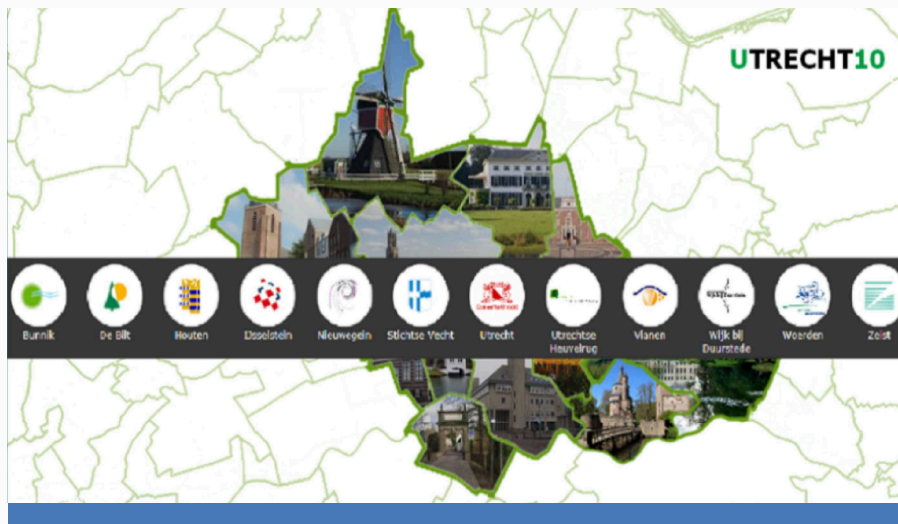 UTRECHT10
Bunnik
De Bilt
Houten
IJsselstein
Nieuwegein
Stichtse Vecht
Utrecht
Utrechtse
Heuvelrug
Vianen
Wijk bij
Duurstede
Woerden
Zeist